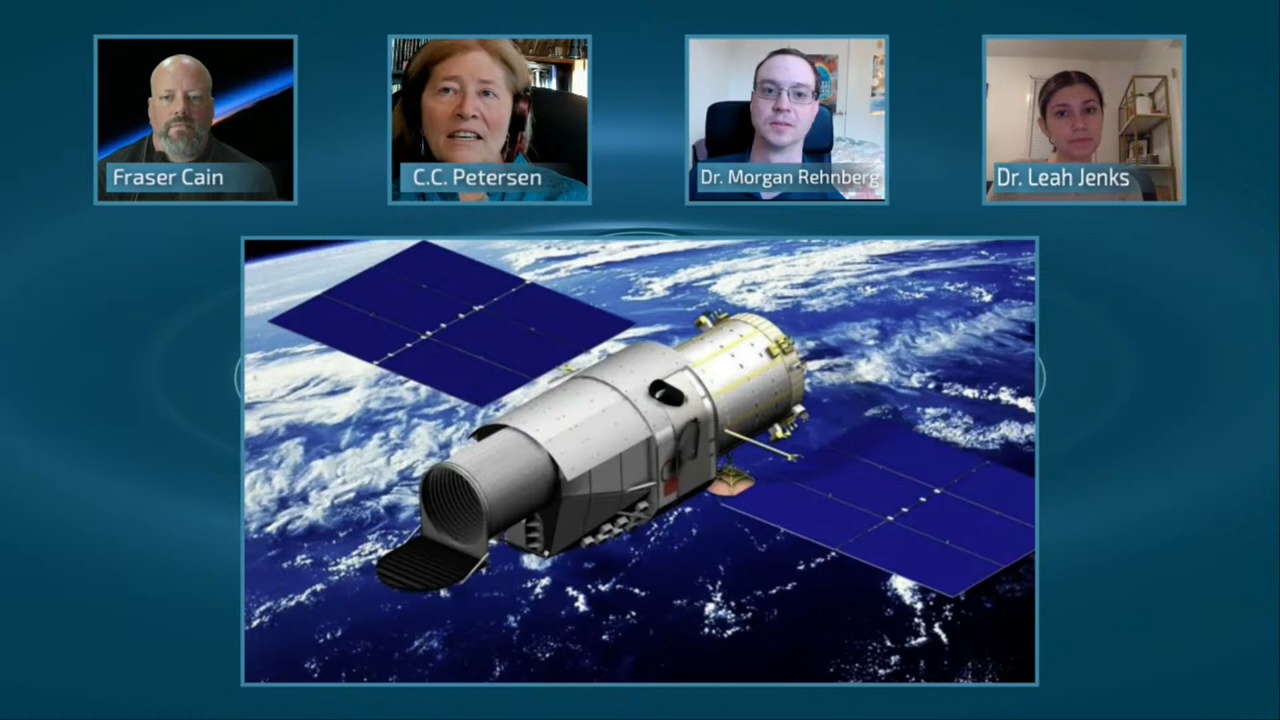 Fraser Cain
C.C. Petersen
Dr. Morgan Rehnberg
Dr. Leah Jenks